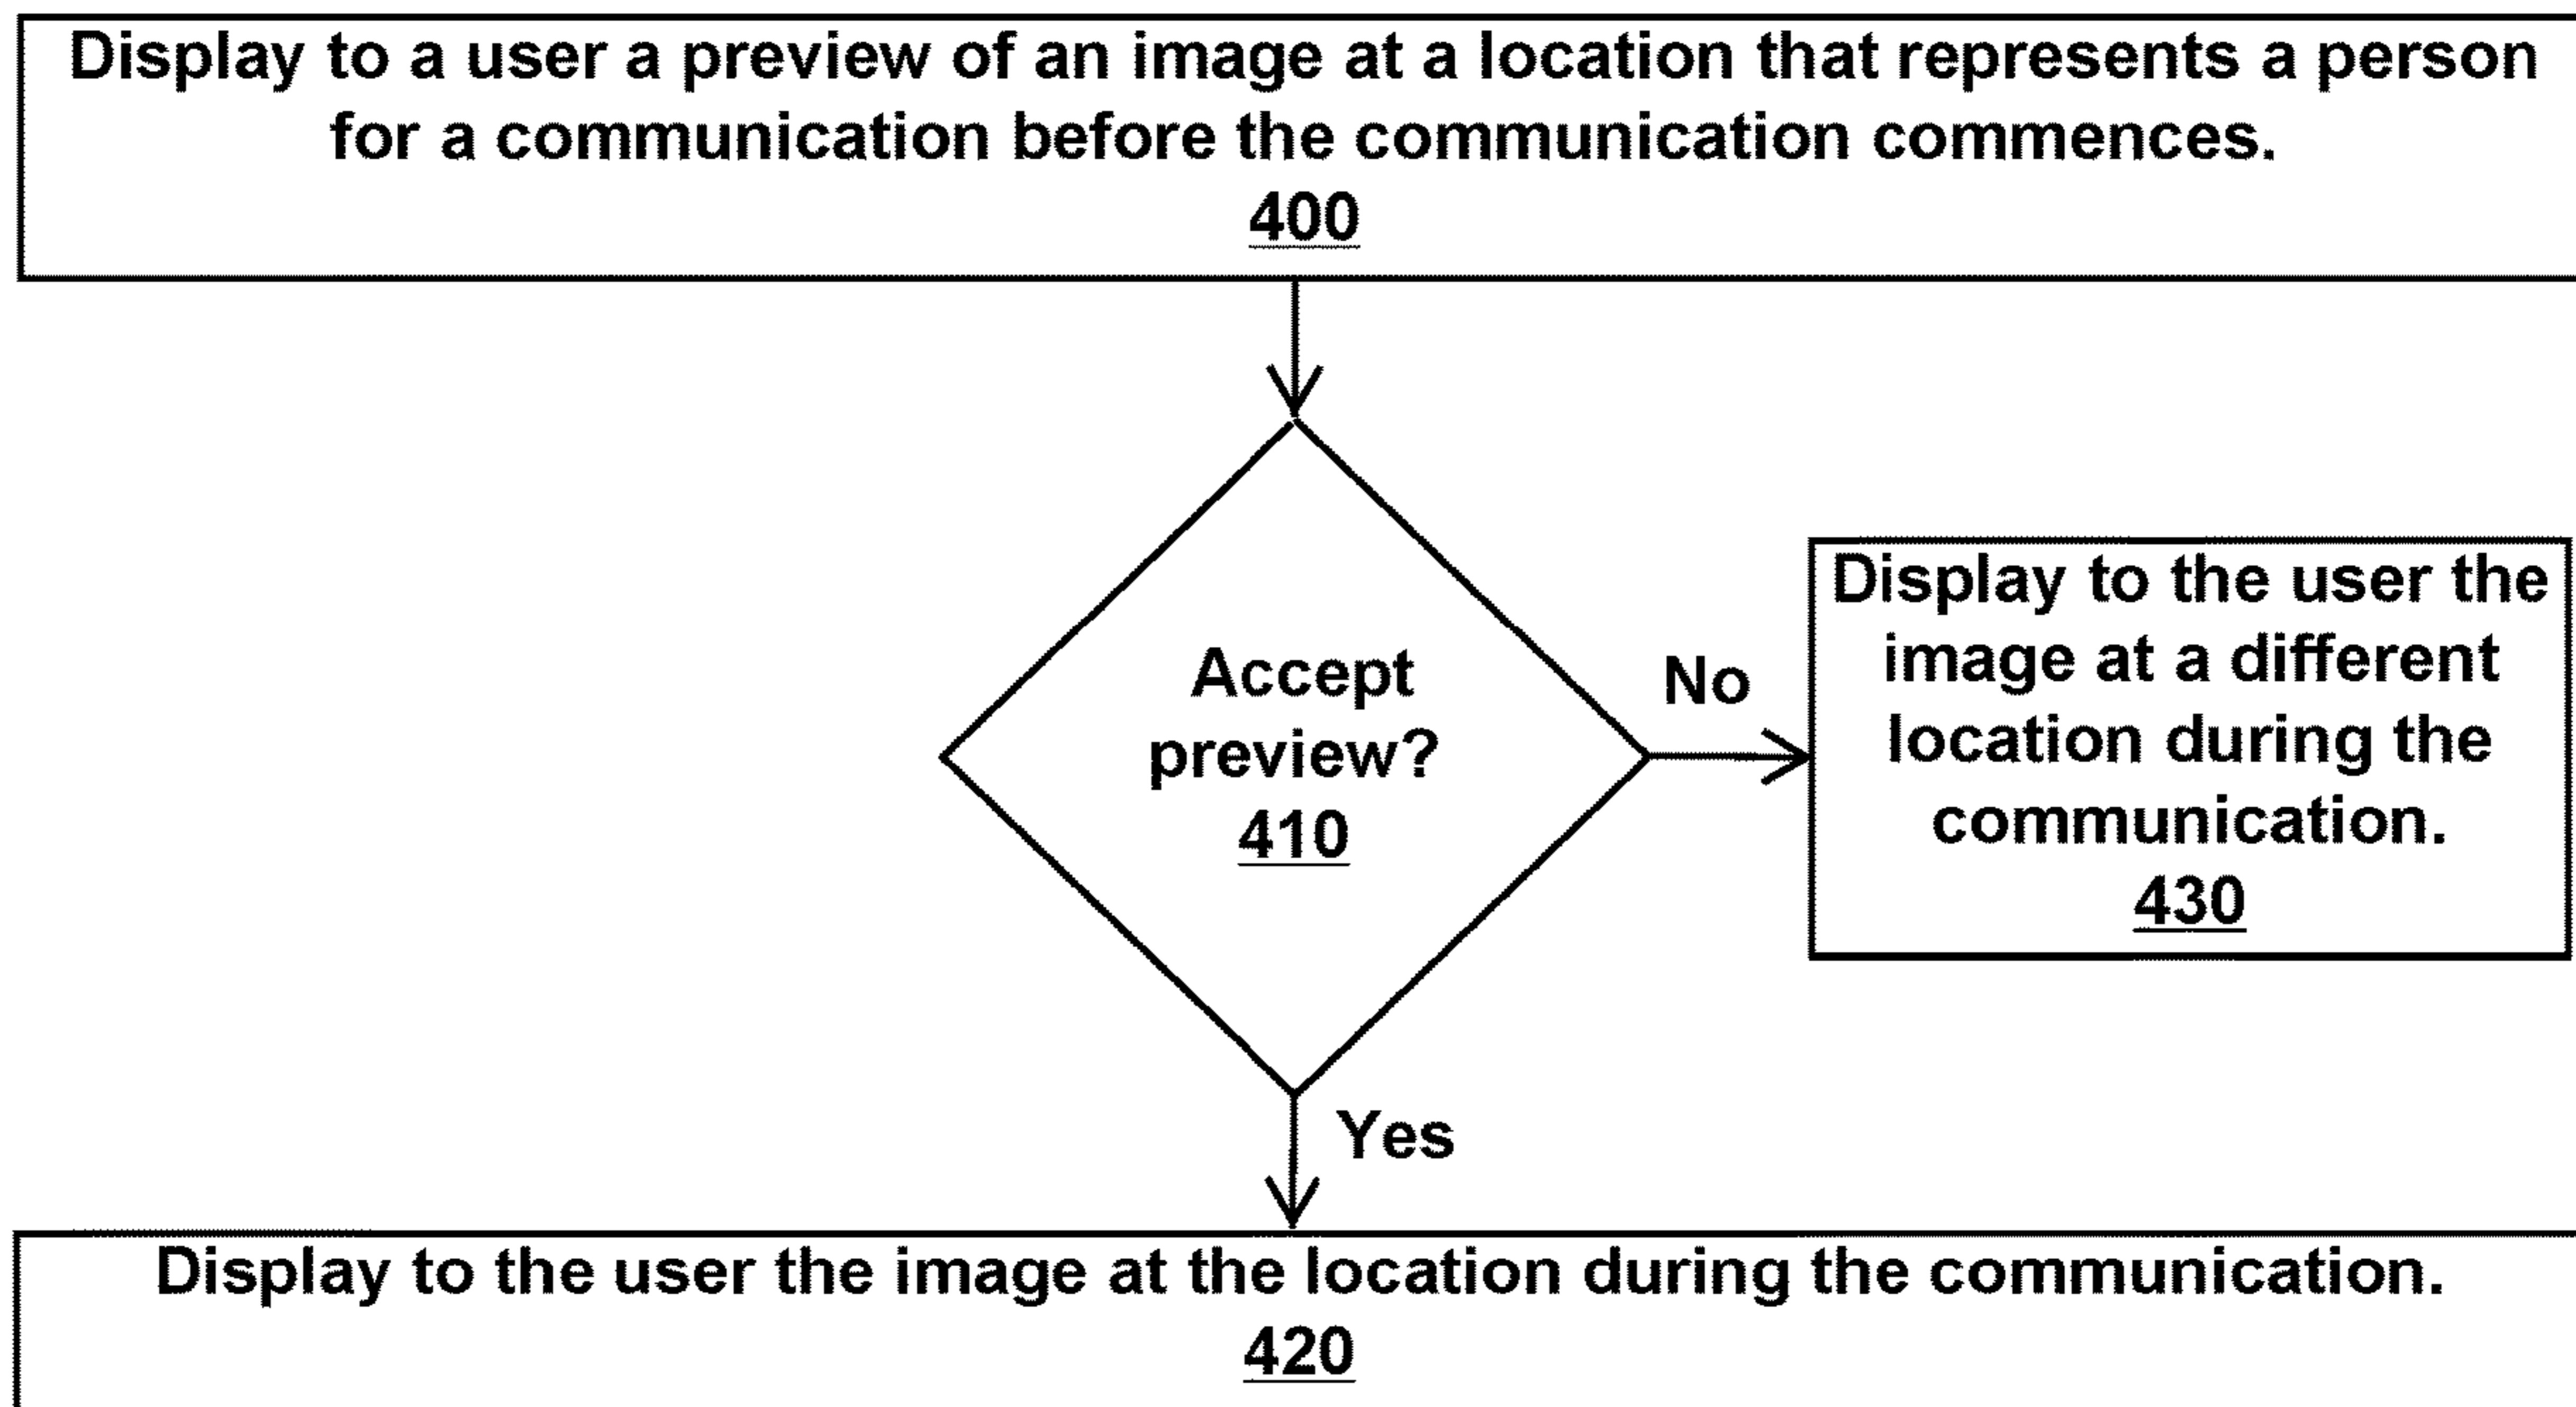 Display to a user a preview of an image at a location that represents a person
for a communication before the communication commences.
400
Accept
preview?
410
No
Display to the user the
image at a different
location during the
communication.
430
Yes
Display to the user the image at the location during the communication.
420